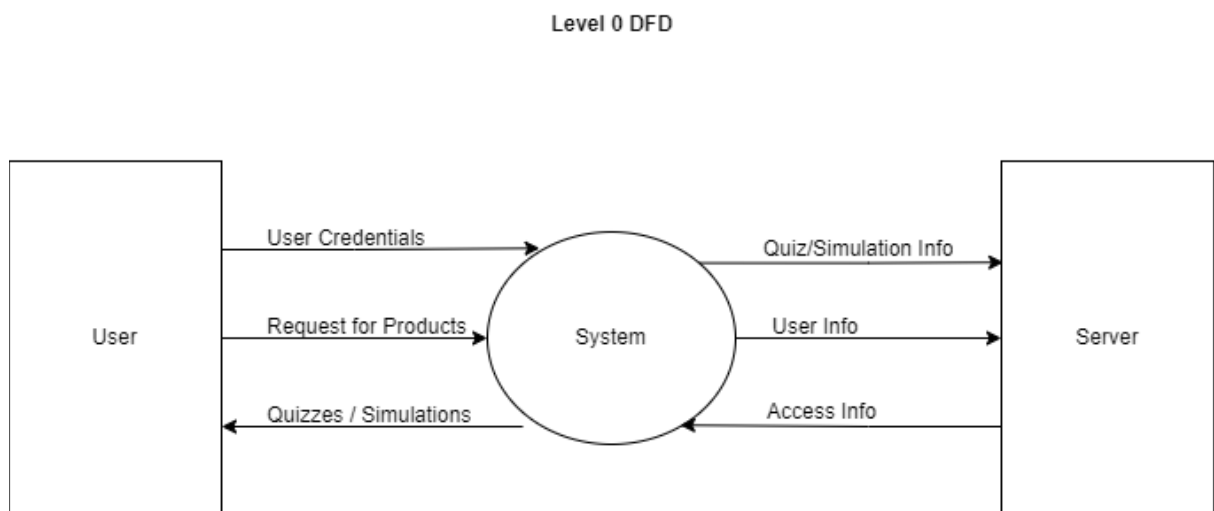 Level 0 DFD
User Credentials
Quiz/Simulation Info
User
Request for Products
System
User Info
Server
Quizzes / Simulations
Access Info